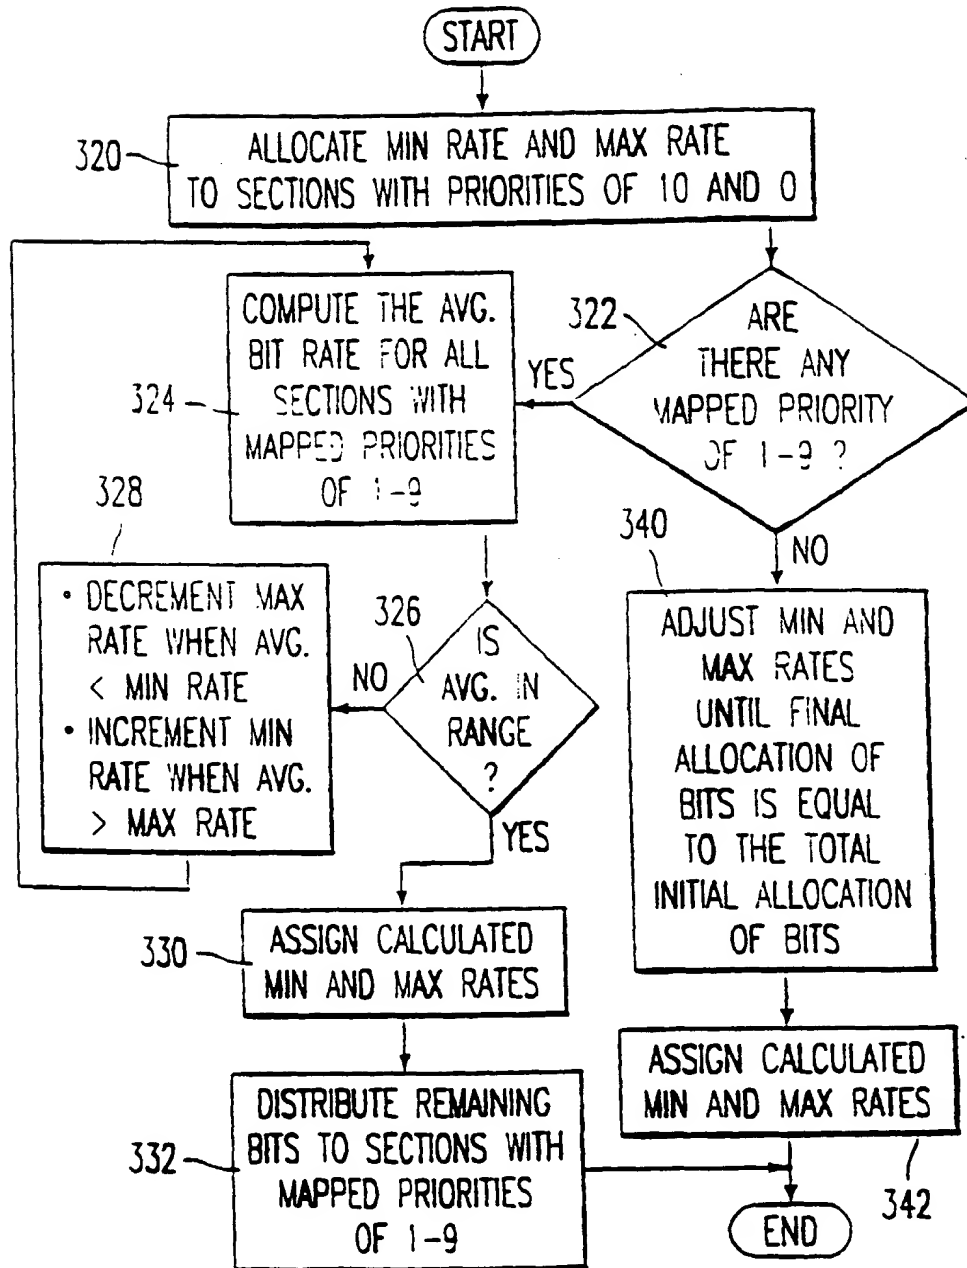 START
320
ALLOCATE MIN RATE AND MAX RATE
TO SECTIONS WITH PRIORITIES OF 10 AND 0
322
ARE
THERE ANY
MAPPED PRIORITY
OF 1-9 ?
YES
NO
324
COMPUTE THE AVG.
BIT RATE FOR ALL
SECTIONS WITH
MAPPED PRIORITIES
OF 1-9
326
IS
AVG. IN
RANGE
?
NO
YES
328
• DECREMENT MAX
RATE WHEN AVG.
< MIN RATE
• INCREMENT MIN
RATE WHEN AVG.
> MAX RATE
330
ASSIGN CALCULATED
MIN AND MAX RATES
332
DISTRIBUTE REMAINING
BITS TO SECTIONS WITH
MAPPED PRIORITIES
OF 1-9
340
ADJUST MIN AND
MAX RATES
UNTIL FINAL
ALLOCATION OF
BITS IS EQUAL
TO THE TOTAL
INITIAL ALLOCATION
OF BITS
ASSIGN CALCULATED
MIN AND MAX RATES
342
END